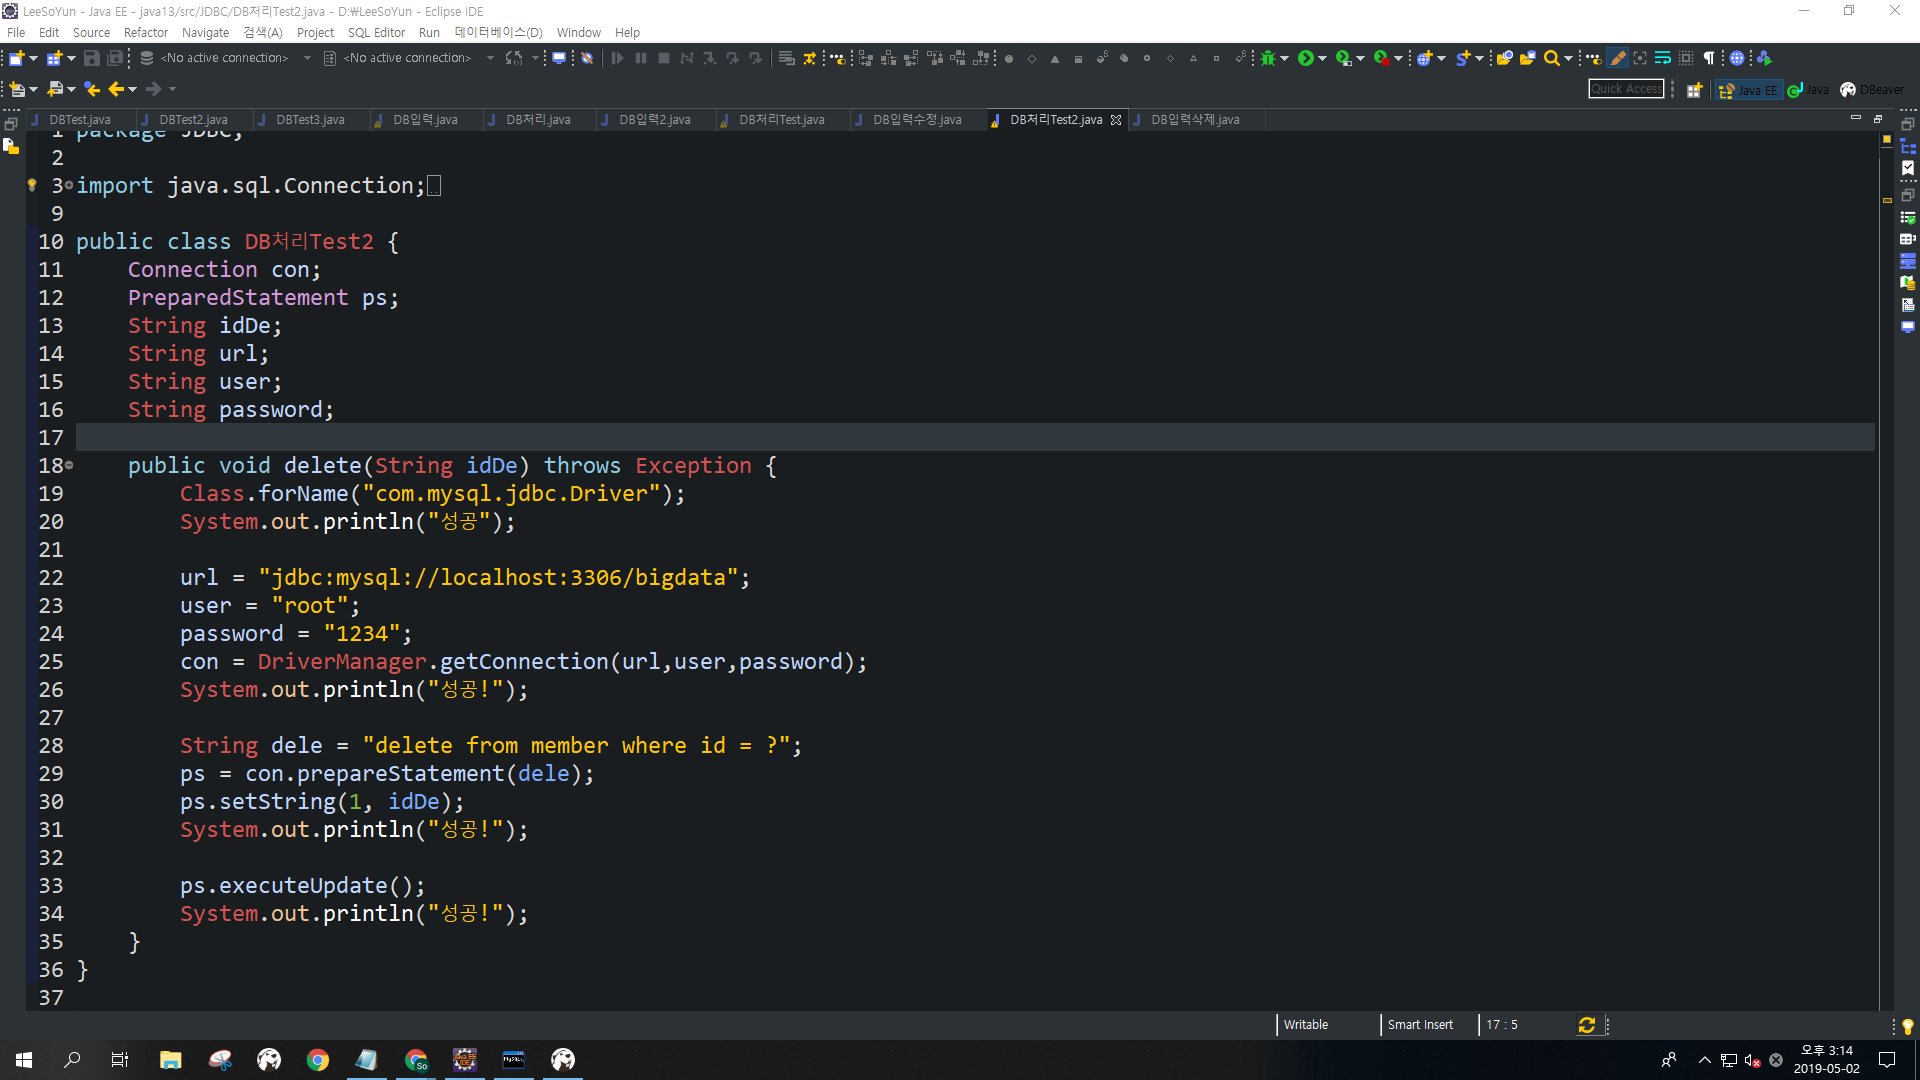 LeeSoYun - Java EE - java13/src/JDBC/DB처리Test2.java - D:₩LeeSoYun - Eclipse IDE
File Edit Source Refactor Navigate 검색(A) Project SQL Editor Run 데이터베이스(D) Window Help
<No active connection> <No active connection>
Quick Access Java EE Java DBeaver
DBTest.java DBTest2.java DBTest3.java DB입력.java DB처리.java DB입력2.java DB처리Test.java DB입력수정.java DB처리Test2.java DB입력삭제.java
1 package JDBC;
2
3 import java.sql.Connection;
9
10 public class DB처리Test2 {
11 Connection con;
12 PreparedStatement ps;
13 String idDe;
14 String url;
15 String user;
16 String password;
17
18 public void delete(String idDe) throws Exception {
19 Class.forName("com.mysql.jdbc.Driver");
20 System.out.println("성공");
21
22 url = "jdbc:mysql://localhost:3306/bigdata";
23 user = "root";
24 password = "1234";
25 con = DriverManager.getConnection(url,user,password);
26 System.out.println("성공!");
27
28 String dele = "delete from member where id = ?";
29 ps = con.prepareStatement(dele);
30 ps.setString(1, idDe);
31 System.out.println("성공!");
32
33 ps.executeUpdate();
34 System.out.println("성공!");
35 }
36 }
37
Writable Smart Insert 17 : 5
오후 3:14
2019-05-02